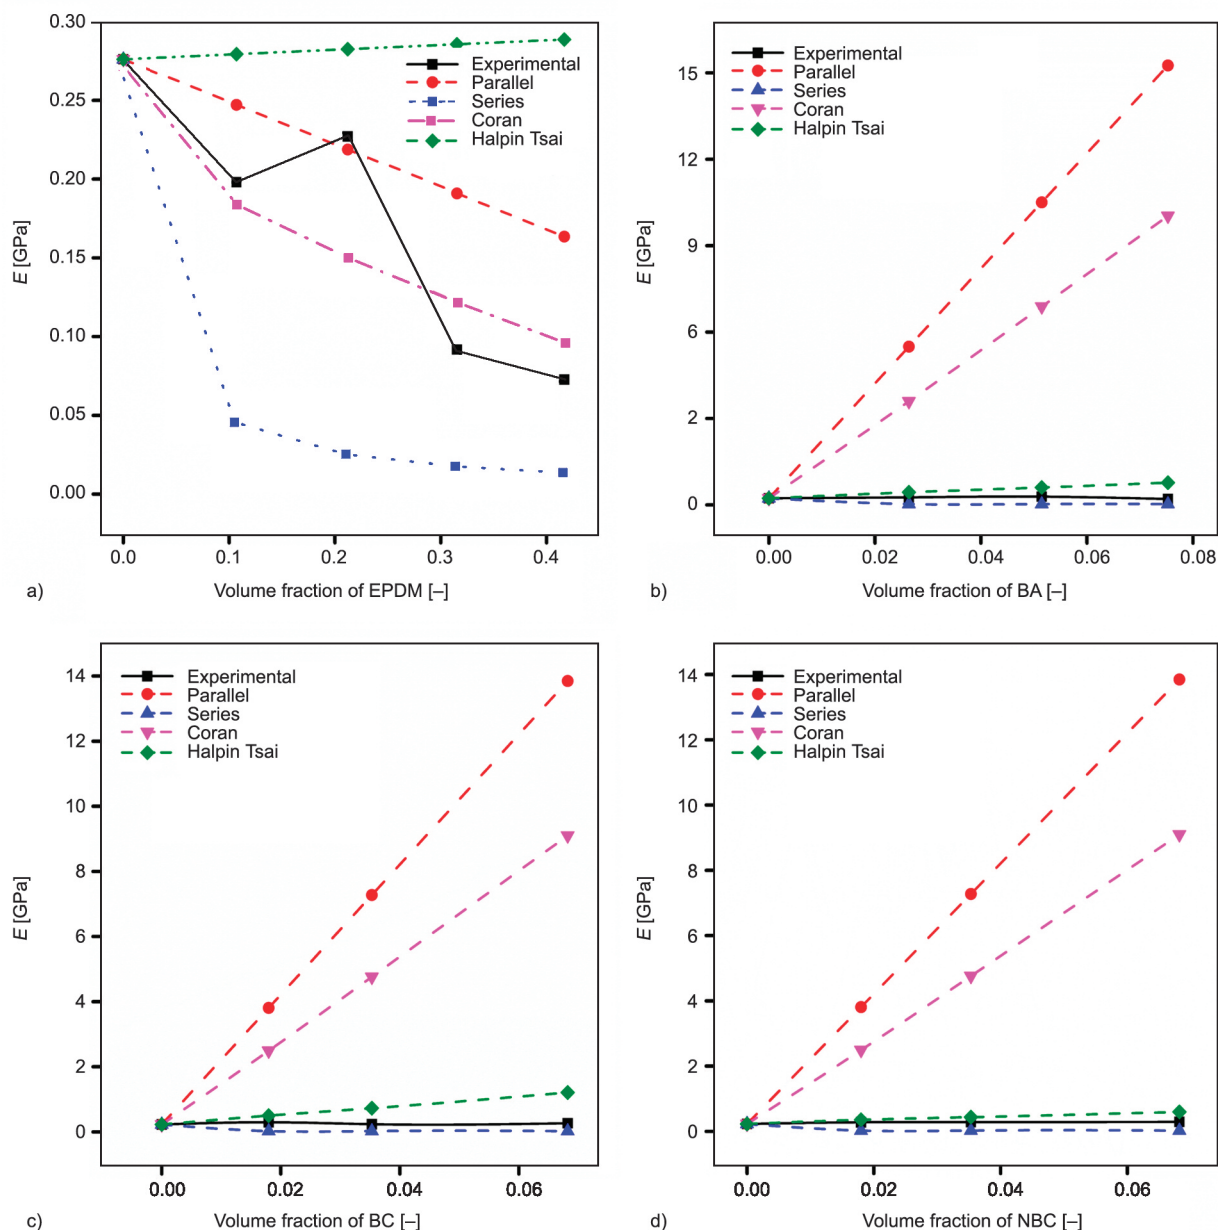 0.30
0.25
0.20
0.15
0.10
0.05
0.00
E [GPa]
Experimental
Parallel
Series
Coran
Halpin Tsai
0.0
0.1
0.2
0.3
0.4
Volume fraction of EPDM [–]
a)
15
12
9
6
2
0
E [GPa]
Experimental
Parallel
Series
Coran
Halpin Tsai
0.00
0.02
0.04
0.06
0.08
Volume fraction of BA [–]
b)
14
12
10
8
6
4
2
0
E [GPa]
Experimental
Parallel
Series
Coran
Halpin Tsai
0.00
0.02
0.04
0.06
Volume fraction of BC [–]
c)
14
12
10
8
6
4
2
0
E [GPa]
Experimental
Parallel
Series
Coran
Halpin Tsai
0.00
0.02
0.04
0.06
Volume fraction of NBC [–]
d)